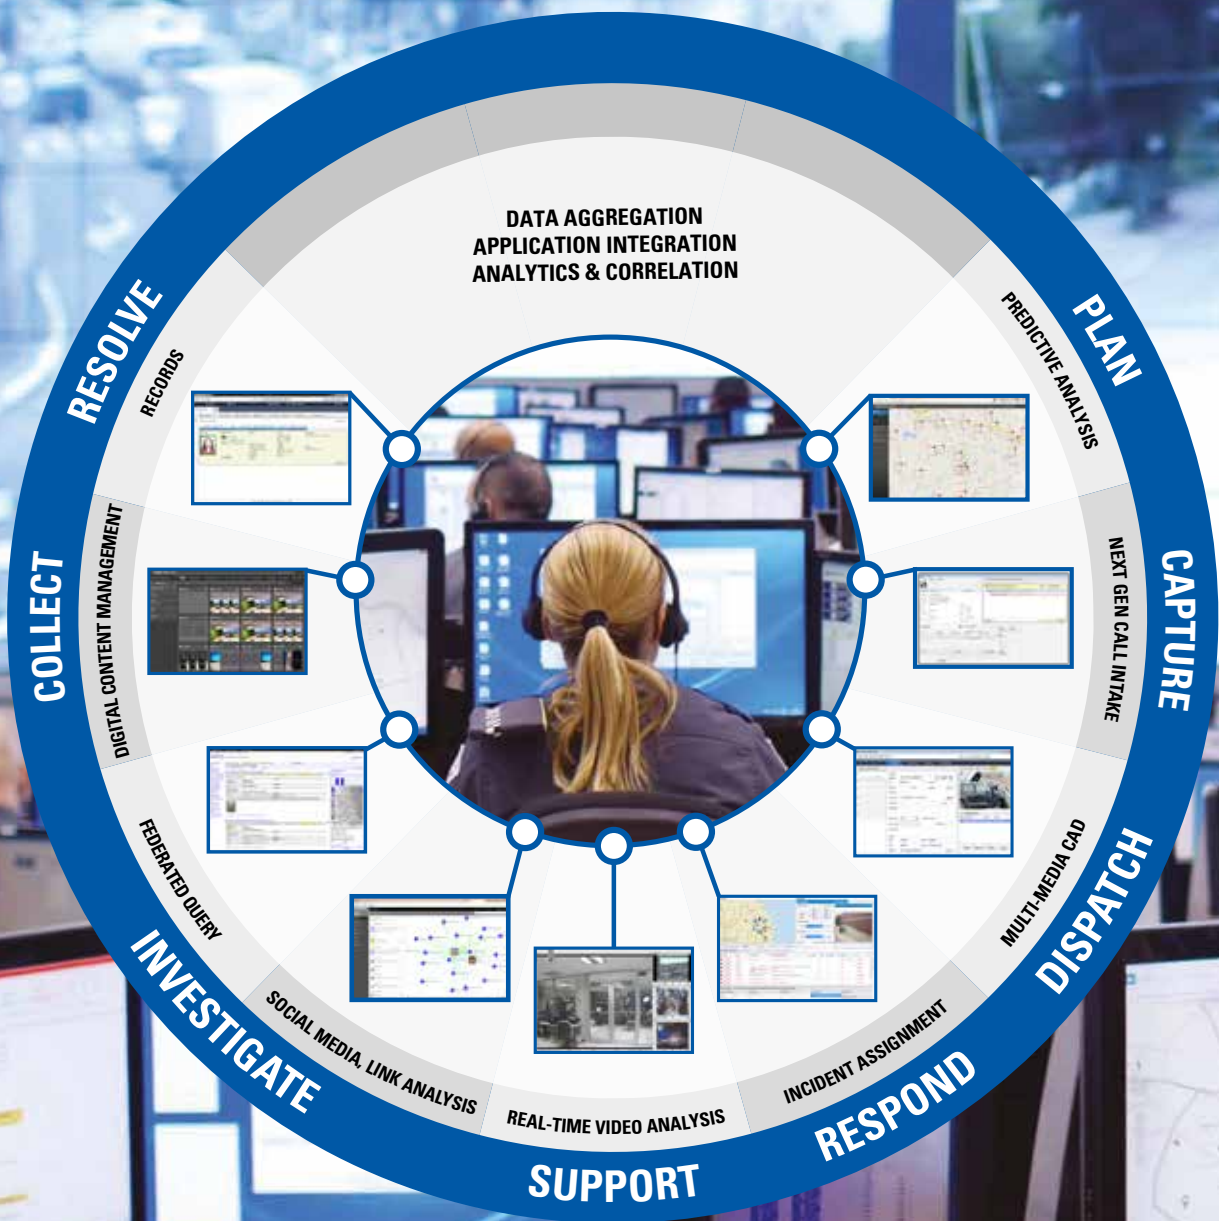 DATA AGGREGATION
APPLICATION INTEGRATION
ANALYTICS & CORRELATION
PLAN
PREDICTIVE ANALYSIS
CAPTURE
NEXT GEN CALL INTAKE
DISPATCH
MULTI-MEDIA CAD
RESPOND
INCIDENT ASSIGNMENT
SUPPORT
REAL-TIME VIDEO ANALYSIS
INVESTIGATE
SOCIAL MEDIA, LINK ANALYSIS
FEDERATED QUERY
COLLECT
DIGITAL CONTENT MANAGEMENT
RESOLVE
RECORDS